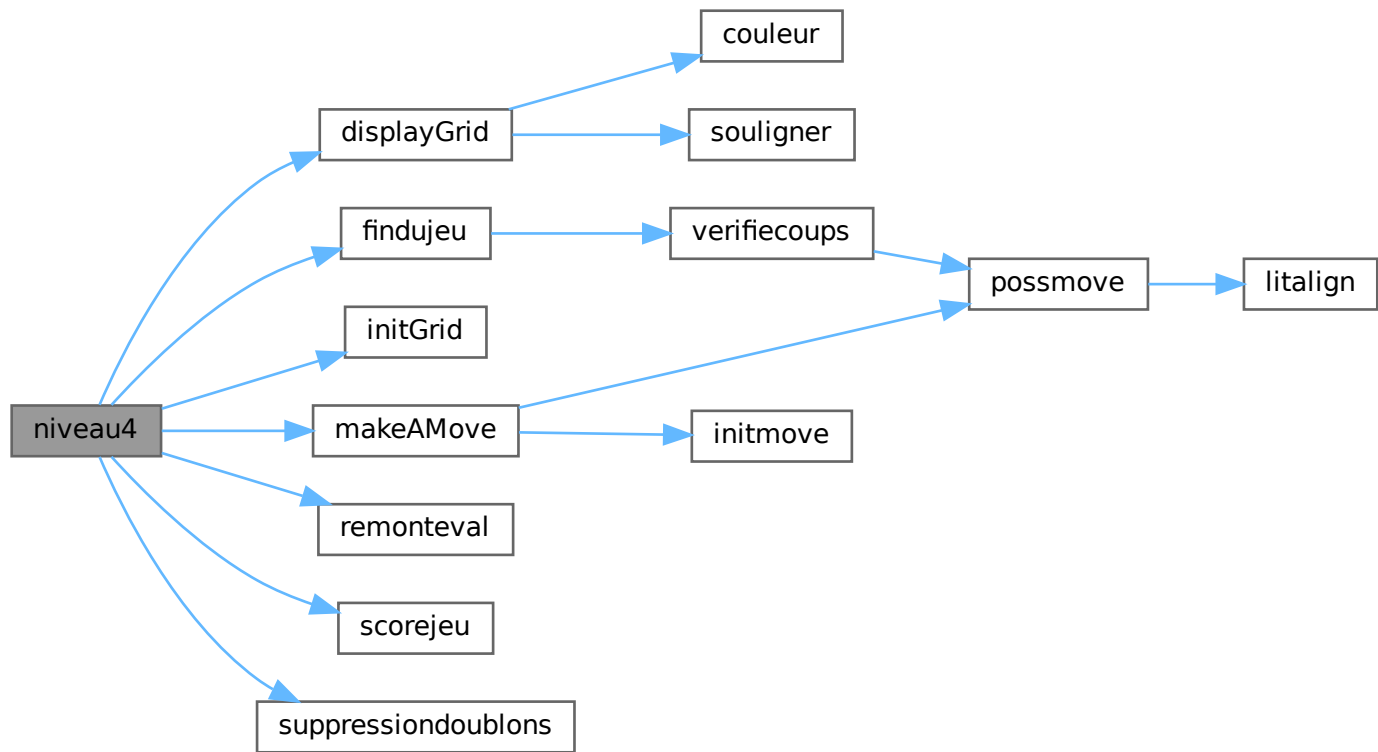 couleur
displayGrid
souligner
findujeu
verifiecoups
possmove
litalign
initGrid
niveau4
makeAMove
initmove
remonteval
scorejeu
suppressiondoublons